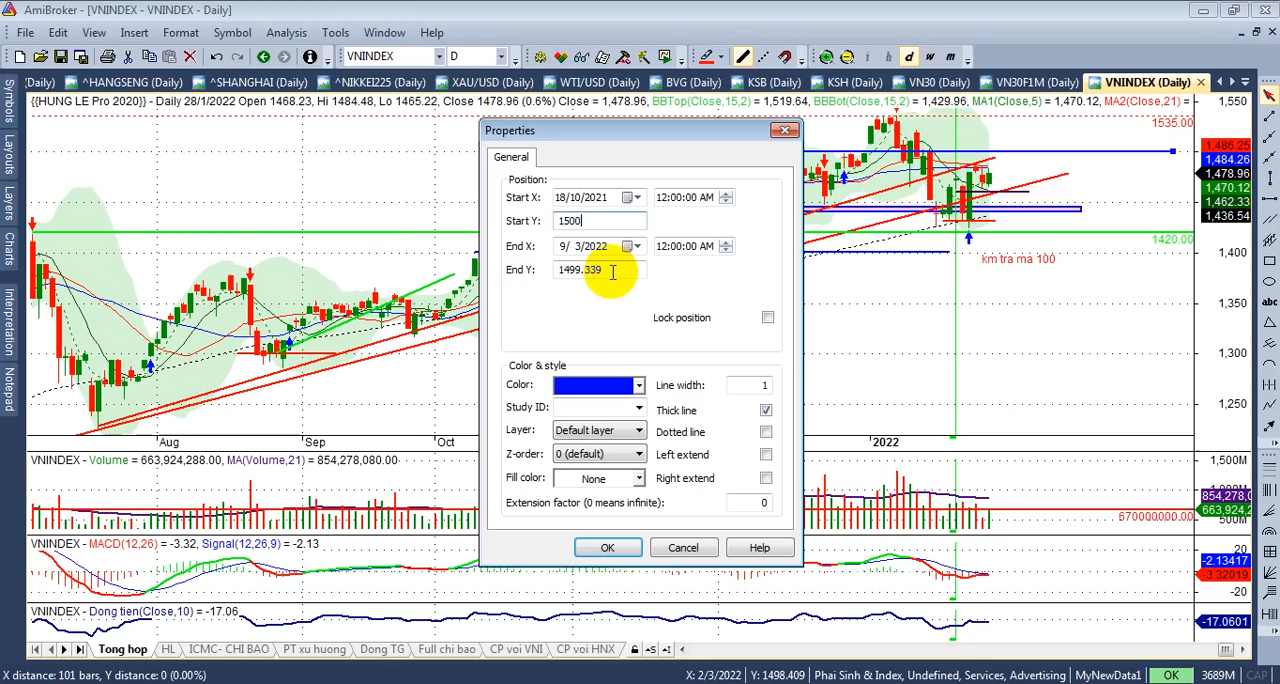 AmiBroker - [VNINDEX - Daily]
File Edit View Insert Format Symbol Analysis Tools Window Help
VNINDEX D i i h d w m
(Daily) ^HANGSENG (Daily) ^SHANGHAI (Daily) ^NIKKEI225 (Daily) XAU/USD (Daily) WTI/USD (Daily) BVG (Daily) KSB (Daily) KSH (Daily) VN30 (Daily) VN30F1M (Daily) VNINDEX (Daily)
{{HUNG LE Pro 2020}} - Daily 28/1/2022 Open 1468.23, Hi 1484.48, Lo 1465.22, Close 1478.96 (0.6%) Close = 1,478.96, BBTop(Close,15,2) = 1,519.64, BBBot(Close,15,2) = 1,429.96, MA1(Close,5) = 1,470.12, MA2(Close,21) =
1,550
1535.00
1,486.25
1,484.26
1,478.96
1,470.12
1,462.33
1,436.54
1420.00
1,400
1,350
1,300
1,250
km tra ma 100
Symbols
Layouts
Layers
Charts
Interpretation
Notepad
Properties
General
Position:
Start X: 18/10/2021 12:00:00 AM
Start Y: 1500
End X: 9/ 3/2022 12:00:00 AM
End Y: 1499.339
Lock position
Color & style
Color: Line width: 1
Study ID: Thick line
Layer: Default layer Dotted line
Z-order: 0 (default) Left extend
Fill color: None Right extend
Extension factor (0 means infinite): 0
OK Cancel Help
abc
Aug Sep Oct 2022
VNINDEX - Volume = 663,924,288.00, MA(Volume,21) = 854,278,080.00
1,500M
1,000M
854,278,0
663,924,2
500M
670000000.00
VNINDEX - MACD(12,26) = -3.32, Signal(12,26,9) = -2.13
20
-2.13417
-3.32019
-20
VNINDEX - Dong tien(Close,10) = -17.06
-17.0601
Tong hop HL ICMC- CHI BAO PT xu huong Dong TG Full chi bao CP voi VNI CP voi HNX
X distance: 101 bars, Y distance: 0 (0.00%) X: 2/3/2022 Y: 1498.409 Phai Sinh & Index, Undefined, Services, Advertising MyNewData1 OK 3689M CAP